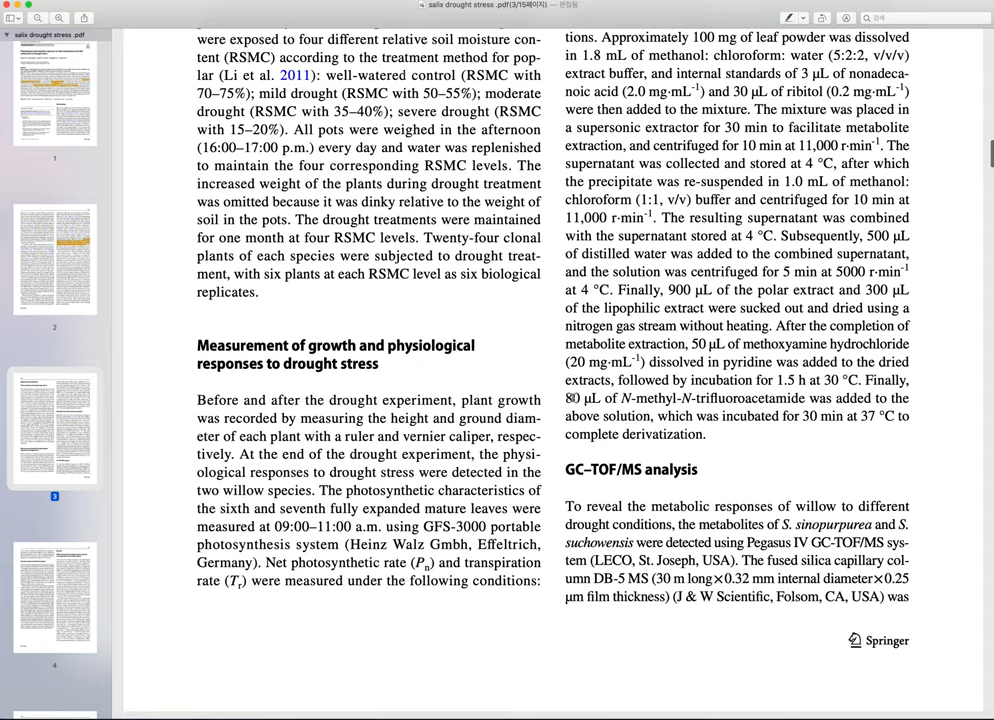 salix drought stress .pdf(3/15페이지) — 편집됨
검색
salix drought stress .pdf
1
2
3
4
were exposed to four different relative soil moisture con-
tent (RSMC) according to the treatment method for pop-
lar (Li et al. 2011): well-watered control (RSMC with
70–75%); mild drought (RSMC with 50–55%); moderate
drought (RSMC with 35–40%); severe drought (RSMC
with 15–20%). All pots were weighed in the afternoon
(16:00–17:00 p.m.) every day and water was replenished
to maintain the four corresponding RSMC levels. The
increased weight of the plants during drought treatment
was omitted because it was dinky relative to the weight of
soil in the pots. The drought treatments were maintained
for one month at four RSMC levels. Twenty-four clonal
plants of each species were subjected to drought treat-
ment, with six plants at each RSMC level as six biological
replicates.
Measurement of growth and physiological
responses to drought stress
Before and after the drought experiment, plant growth
was recorded by measuring the height and ground diam-
eter of each plant with a ruler and vernier caliper, respec-
tively. At the end of the drought experiment, the physi-
ological responses to drought stress were detected in the
two willow species. The photosynthetic characteristics of
the sixth and seventh fully expanded mature leaves were
measured at 09:00–11:00 a.m. using GFS-3000 portable
photosynthesis system (Heinz Walz Gmbh, Effeltrich,
Germany). Net photosynthetic rate (Pn) and transpiration
rate (Tr) were measured under the following conditions:
tions. Approximately 100 mg of leaf powder was dissolved
in 1.8 mL of methanol: chloroform: water (5:2:2, v/v/v)
extract buffer, and internal standards of 3 μL of nonadeca-
noic acid (2.0 mg·mL⁻¹) and 30 μL of ribitol (0.2 mg·mL⁻¹)
were then added to the mixture. The mixture was placed in
a supersonic extractor for 30 min to facilitate metabolite
extraction, and centrifuged for 10 min at 11,000 r·min⁻¹. The
supernatant was collected and stored at 4 °C, after which
the precipitate was re-suspended in 1.0 mL of methanol:
chloroform (1:1, v/v) buffer and centrifuged for 10 min at
11,000 r·min⁻¹. The resulting supernatant was combined
with the supernatant stored at 4 °C. Subsequently, 500 μL
of distilled water was added to the combined supernatant,
and the solution was centrifuged for 5 min at 5000 r·min⁻¹
at 4 °C. Finally, 900 μL of the polar extract and 300 μL
of the lipophilic extract were sucked out and dried using a
nitrogen gas stream without heating. After the completion of
metabolite extraction, 50 μL of methoxyamine hydrochloride
(20 mg·mL⁻¹) dissolved in pyridine was added to the dried
extracts, followed by incubation for 1.5 h at 30 °C. Finally,
80 μL of N-methyl-N-trifluoroacetamide was added to the
above solution, which was incubated for 30 min at 37 °C to
complete derivatization.
GC–TOF/MS analysis
To reveal the metabolic responses of willow to different
drought conditions, the metabolites of S. sinopurpurea and S.
suchowensis were detected using Pegasus IV GC-TOF/MS sys-
tem (LECO, St. Joseph, USA). The fused silica capillary col-
umn DB-5 MS (30 m long×0.32 mm internal diameter×0.25
μm film thickness) (J & W Scientific, Folsom, CA, USA) was
Springer